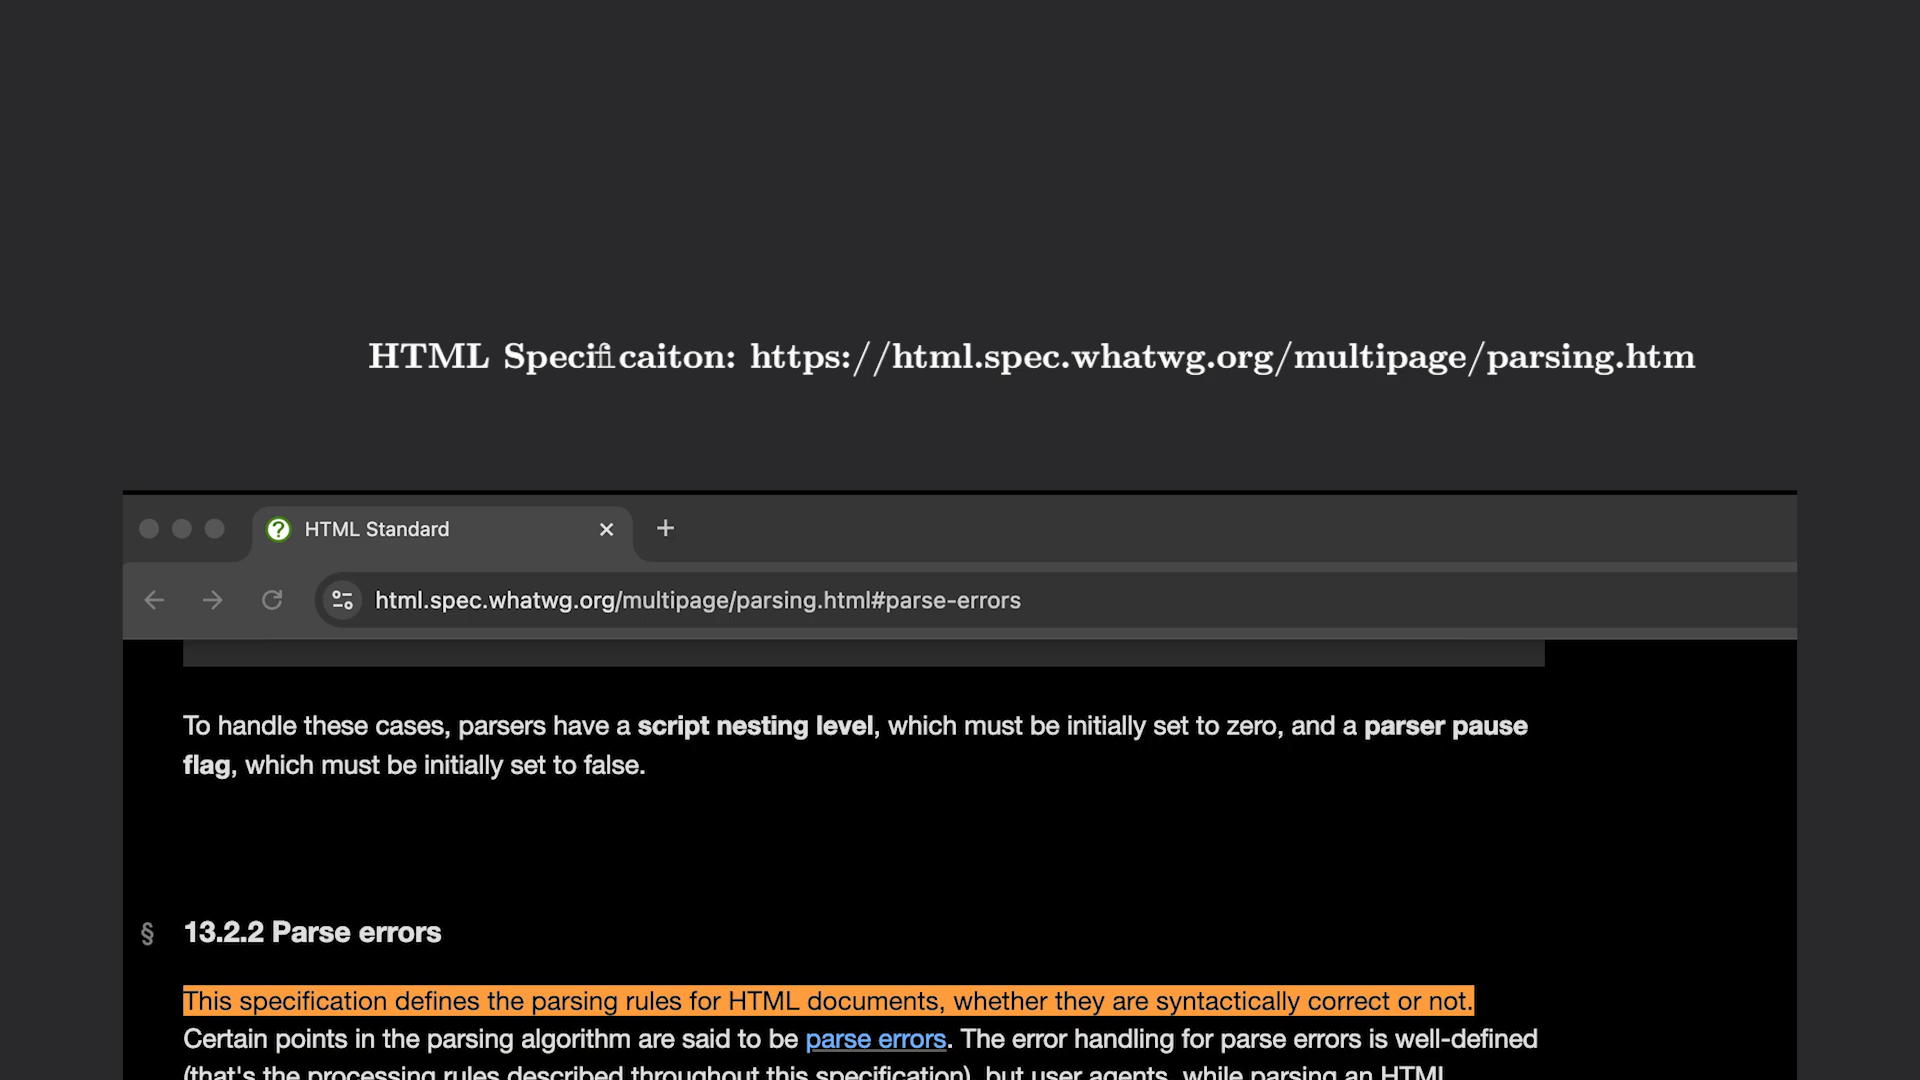 HTML Specificaiton: https://html.spec.whatwg.org/multipage/parsing.htm
HTML Standard
html.spec.whatwg.org/multipage/parsing.html#parse-errors
To handle these cases, parsers have a script nesting level, which must be initially set to zero, and a parser pause
flag, which must be initially set to false.
§ 13.2.2 Parse errors
This specification defines the parsing rules for HTML documents, whether they are syntactically correct or not.
Certain points in the parsing algorithm are said to be parse errors. The error handling for parse errors is well-defined
(that's the processing rules described throughout this specification), but user agents, while parsing an HTML